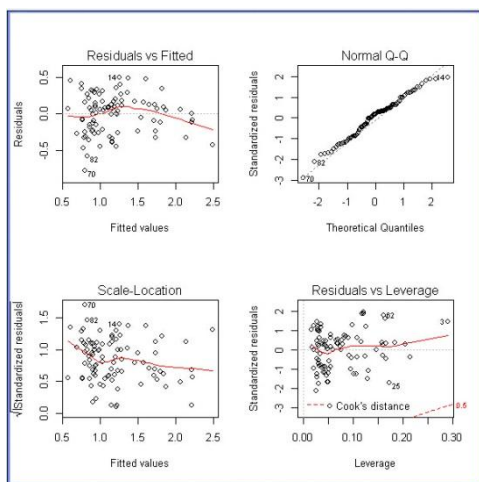 Residuals vs Fitted
Residuals
0.5
0.0
-0.5
14
82
70
0.5 1.0 1.5 2.0 2.5
Fitted values
Normal Q-Q
Standardized residuals
2
1
0
-1
-2
-3
14
82
70
-2 -1 0 1 2
Theoretical Quantiles
Scale-Location
√|Standardized residuals|
1.5
1.0
0.5
0.0
70
82
14
0.5 1.0 1.5 2.0 2.5
Fitted values
Residuals vs Leverage
Standardized residuals
2
1
0
-1
-2
-3
62
3
25
Cook's distance
0.5
0.00 0.10 0.20 0.30
Leverage